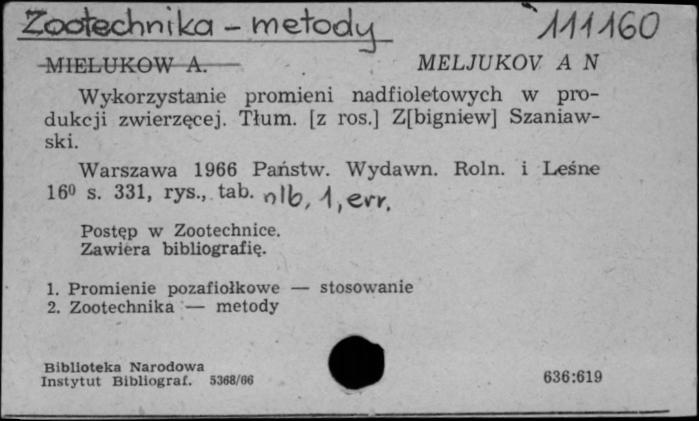 Zootechnika - metody 111160
MIELUKOW A. MELJUKOV A N
Wykorzystanie promieni nadfioletowych w pro-
dukcji zwierzęcej. Tłum. [z ros.] Z[bigniew] Szaniaw-
ski.
Warszawa 1966 Państw. Wydawn. Roln. i Leśne
16⁰ s. 331, rys., tab. nlb. 1, err.
Postęp w Zootechnice.
Zawiera bibliografię.
1. Promienie pozafiołkowe — stosowanie
2. Zootechnika — metody
Biblioteka Narodowa
Instytut Bibliograf. 5368/66 636:619